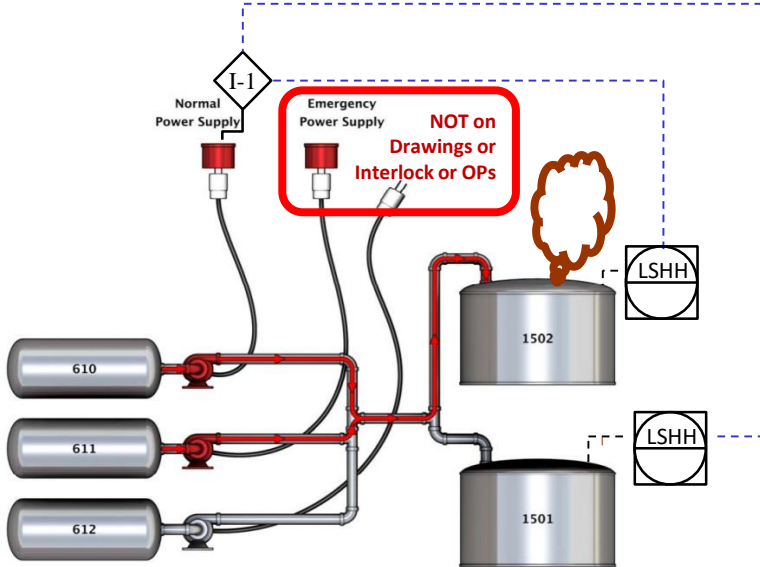 I-1
Normal
Power Supply
Emergency
Power Supply
NOT on
Drawings or
Interlock or OPs
LSHH
1502
610
611
LSHH
612
1501